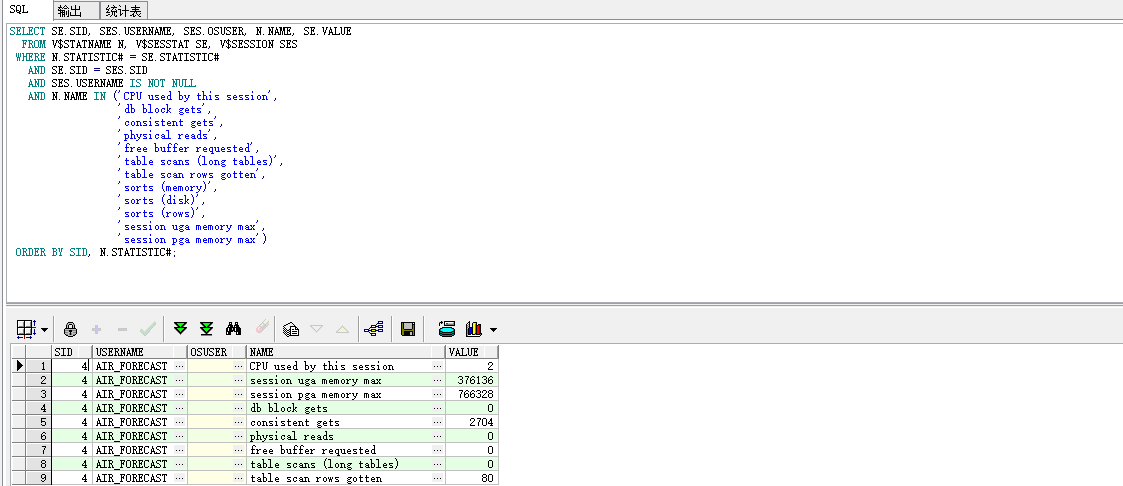 SQL 输出 统计表
SELECT SE.SID, SES.USERNAME, SES.OSUSER, N.NAME, SE.VALUE
FROM V$STATNAME N, V$SESSTAT SE, V$SESSION SES
WHERE N.STATISTIC# = SE.STATISTIC#
AND SE.SID = SES.SID
AND SES.USERNAME IS NOT NULL
AND N.NAME IN ('CPU used by this session',
'db block gets',
'consistent gets',
'physical reads',
'free buffer requested',
'table scans (long tables)',
'table scan rows gotten',
'sorts (memory)',
'sorts (disk)',
'sorts (rows)',
'session uga memory max',
'session pga memory max')
ORDER BY SID, N.STATISTIC#;
SID USERNAME OSUSER NAME VALUE
1 4 AIR_FORECAST ... ... CPU used by this session ... 2
2 4 AIR_FORECAST ... ... session uga memory max ... 376136
3 4 AIR_FORECAST ... ... session pga memory max ... 766328
4 4 AIR_FORECAST ... ... db block gets ... 0
5 4 AIR_FORECAST ... ... consistent gets ... 2704
6 4 AIR_FORECAST ... ... physical reads ... 0
7 4 AIR_FORECAST ... ... free buffer requested ... 0
8 4 AIR_FORECAST ... ... table scans (long tables) ... 0
9 4 AIR_FORECAST ... ... table scan rows gotten ... 80